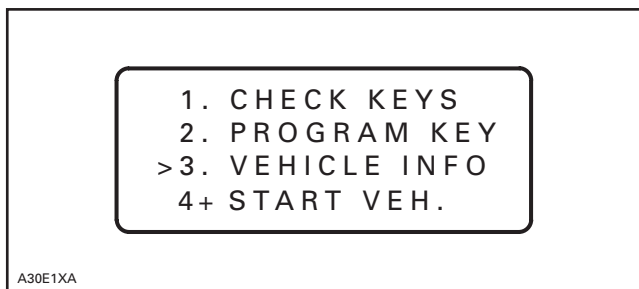 1. CHECK KEYS
2. PROGRAM KEY
>3. VEHICLE INFO
4+ START VEH.
A30E1XA